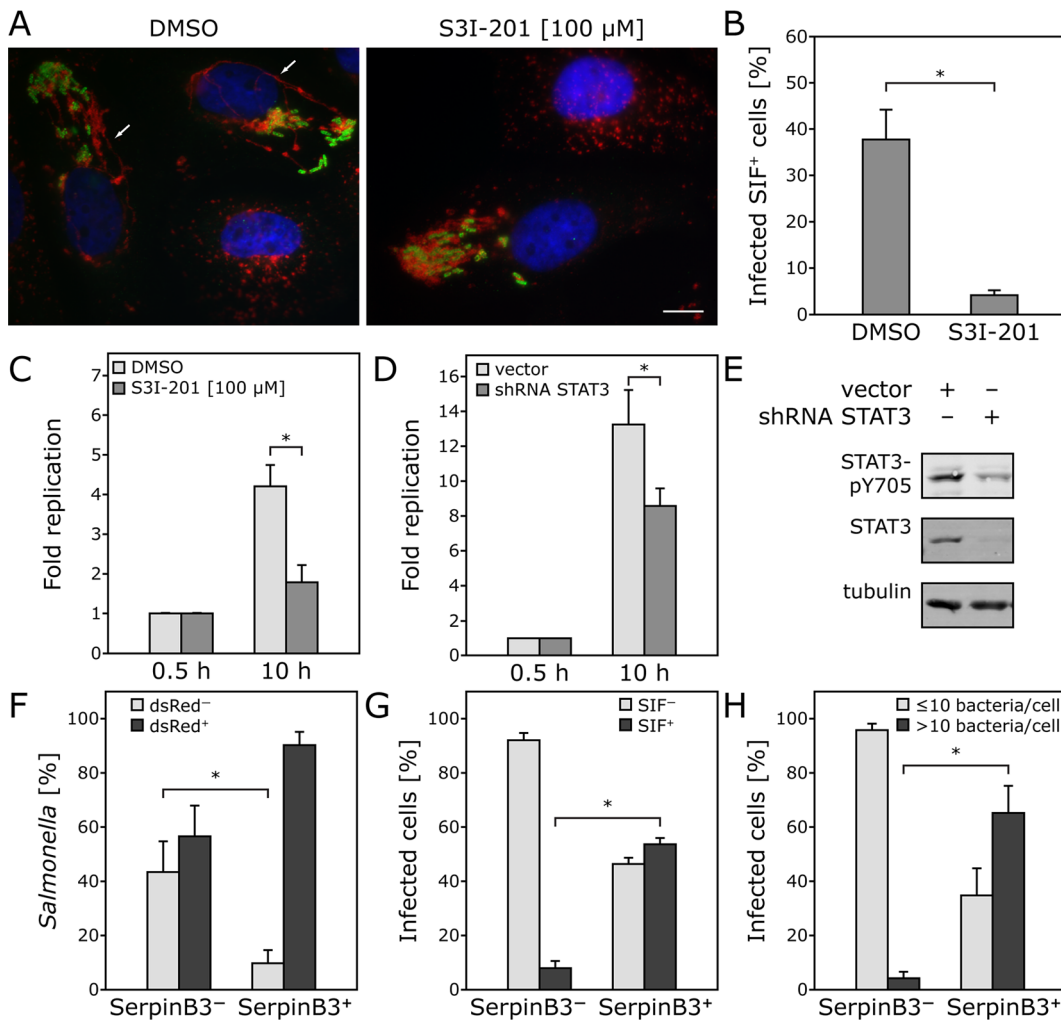 A
DMSO
S3I-201 [100 µM]
B
Infected SIF⁺ cells [%]
60
50
40
30
20
10
0
*
DMSO
S3I-201
C
Fold replication
7
6
5
4
3
2
1
0
DMSO
S3I-201 [100 µM]
*
0.5 h
10 h
D
Fold replication
16
14
12
10
8
6
4
2
0
vector
shRNA STAT3
*
0.5 h
10 h
E
vector + –
shRNA STAT3 – +
STAT3-
pY705
STAT3
tubulin
F
Salmonella [%]
100
80
60
40
20
0
dsRed⁻
dsRed⁺
*
SerpinB3⁻
SerpinB3⁺
G
Infected cells [%]
100
80
60
40
20
0
SIF⁻
SIF⁺
*
SerpinB3⁻
SerpinB3⁺
H
Infected cells [%]
100
80
60
40
20
0
≤10 bacteria/cell
>10 bacteria/cell
*
SerpinB3⁻
SerpinB3⁺